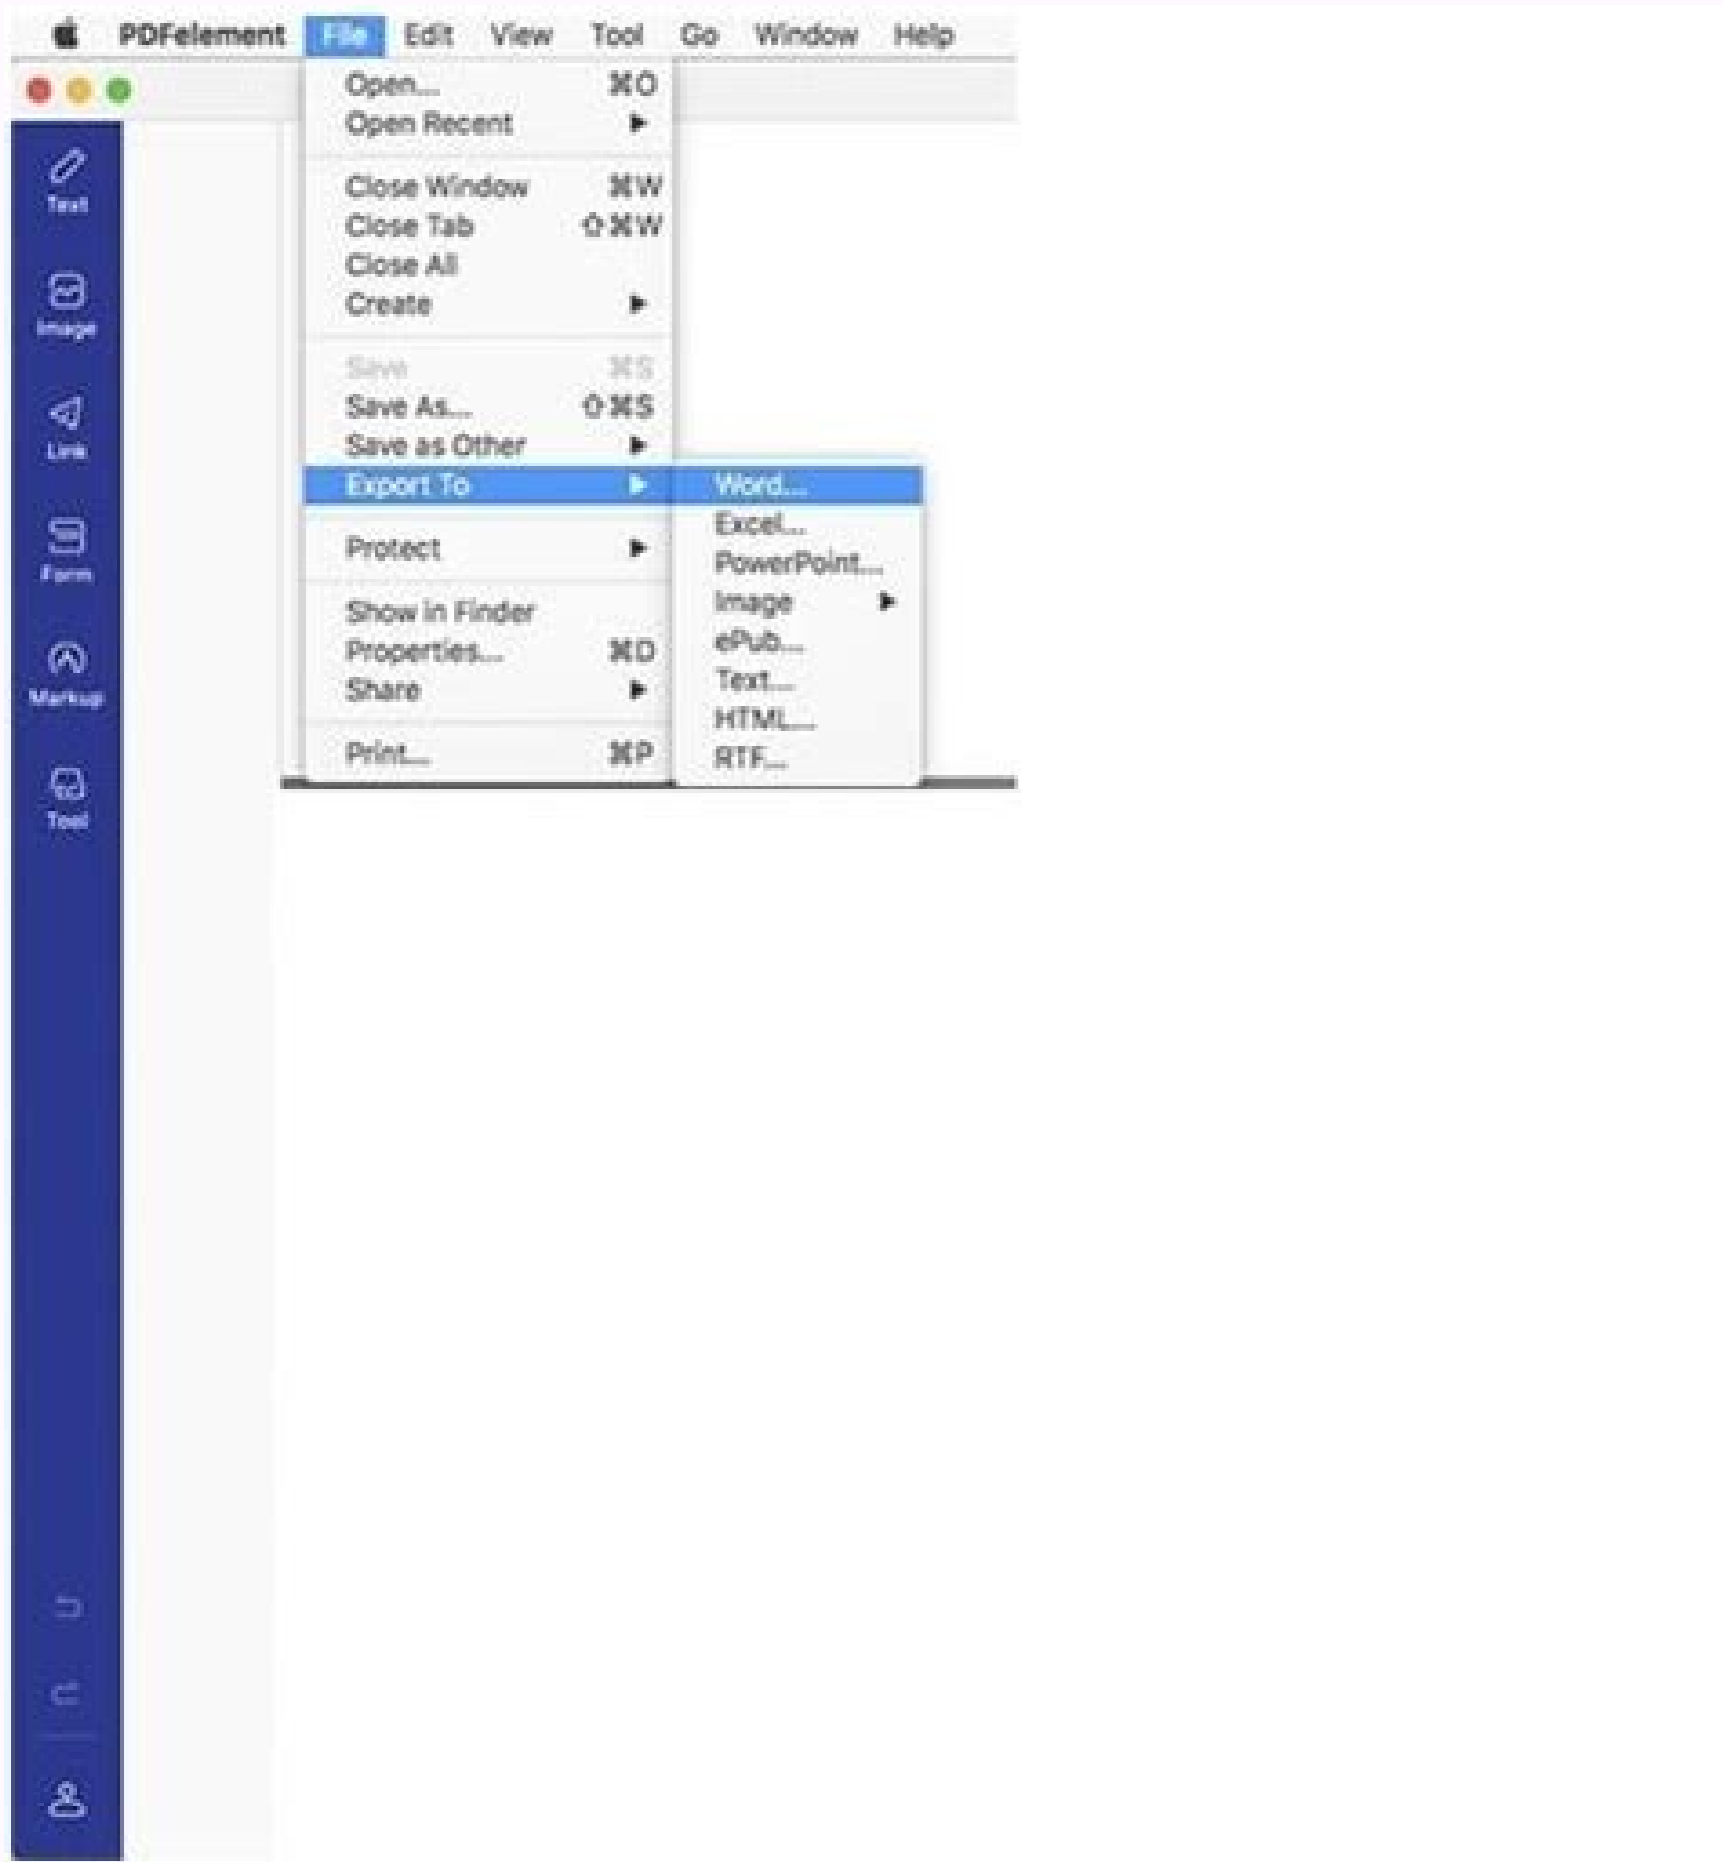 PDFelement File Edit View Tool Go Window Help
Open... ⌘O
Open Recent
Close Window ⌘W
Close Tab ⇧⌘W
Close All
Create
Save ⌘S
Save As... ⇧⌘S
Save as Other
Export To
Protect
Show in Finder
Properties... ⌘D
Share
Print... ⌘P
Word...
Excel...
PowerPoint...
Image
ePub...
Text...
HTML...
RTF...
Text
Image
Link
Form
Markup
Tool